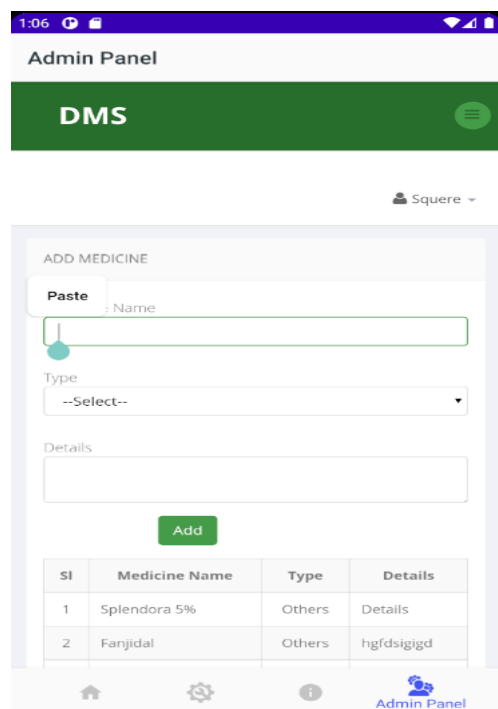 1:06
Admin Panel
DMS
Squere
ADD MEDICINE
Paste
Name
Type
--Select--
Details
Add
Sl Medicine Name Type Details
1 Splendora 5% Others Details
2 Fanjidal Others hgfdsigigd
Admin Panel